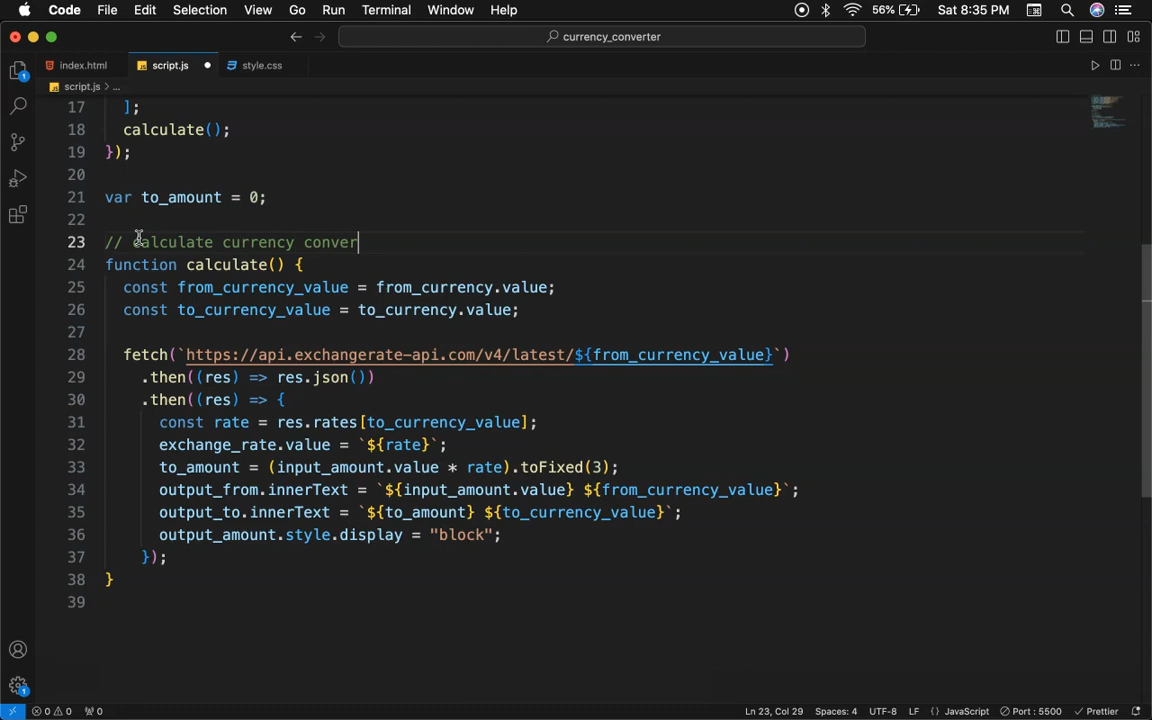 Code File Edit Selection View Go Run Terminal Window Help 56% Sat 8:35 PM
currency_converter
index.html script.js style.css
script.js > ...
17 ];
18 calculate();
19 });
20
21 var to_amount = 0;
22
23 // calculate currency conver
24 function calculate() {
25 const from_currency_value = from_currency.value;
26 const to_currency_value = to_currency.value;
27
28 fetch(`https://api.exchangerate-api.com/v4/latest/${from_currency_value}`)
29 .then((res) => res.json())
30 .then((res) => {
31 const rate = res.rates[to_currency_value];
32 exchange_rate.value = `${rate}`;
33 to_amount = (input_amount.value * rate).toFixed(3);
34 output_from.innerText = `${input_amount.value} ${from_currency_value}`;
35 output_to.innerText = `${to_amount} ${to_currency_value}`;
36 output_amount.style.display = "block";
37 });
38 }
39
1
1
0 0 0 Ln 23, Col 29 Spaces: 4 UTF-8 LF {} JavaScript Port : 5500 Prettier